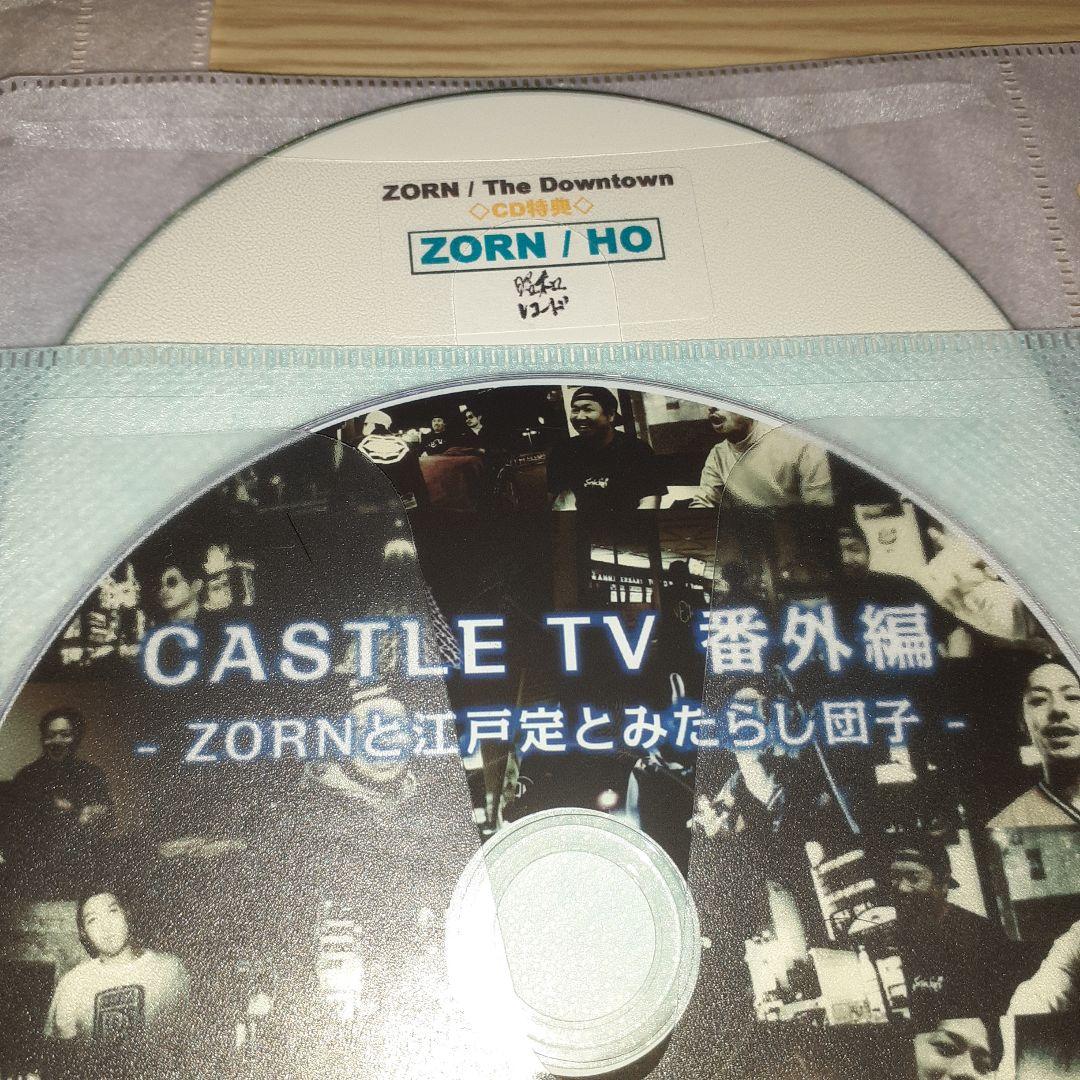 ZORN / The Downtown
◇CD特典◇
ZORN / HO
昭和
レコード
CASTLE TV 番外編
- ZORNと江戸定とみたらし団子 -